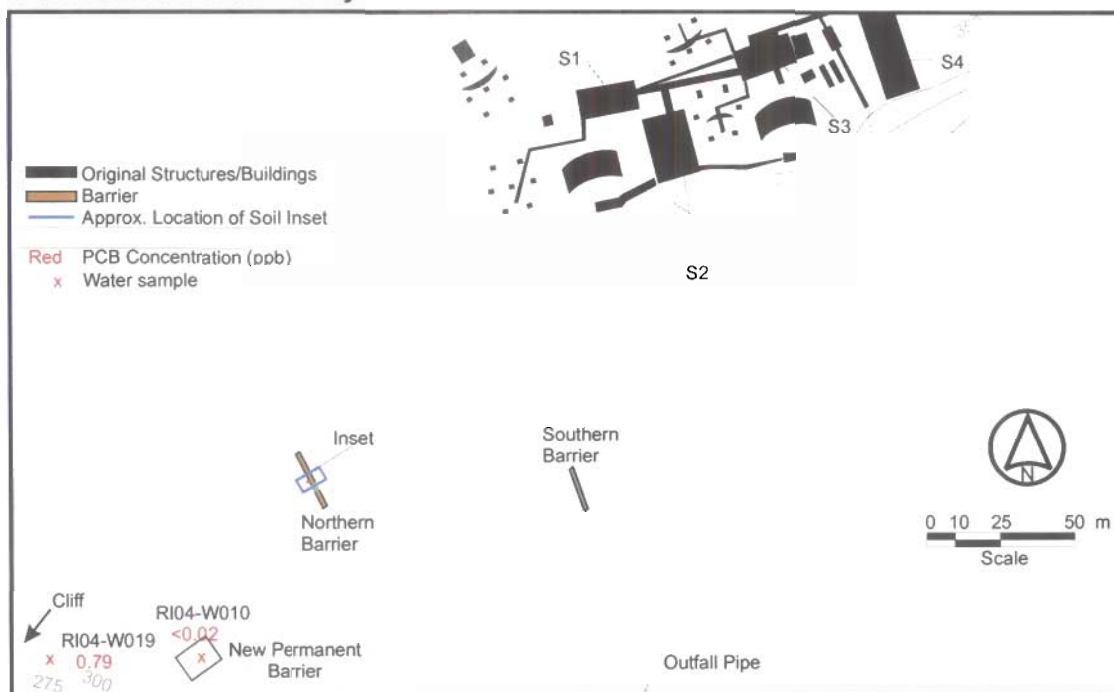 S1
S4
S3
Original Structures/Buildings
Barrier
Approx. Location of Soil Inset
Red PCB Concentration (ppb)
x Water sample
S2
Inset
Southern
Barrier
Northern
Barrier
N
0 10 25 50 m
Scale
Cliff
RI04-W010
<0.02
RI04-W019
x 0.79
x
New Permanent
Barrier
275 300
Outfall Pipe